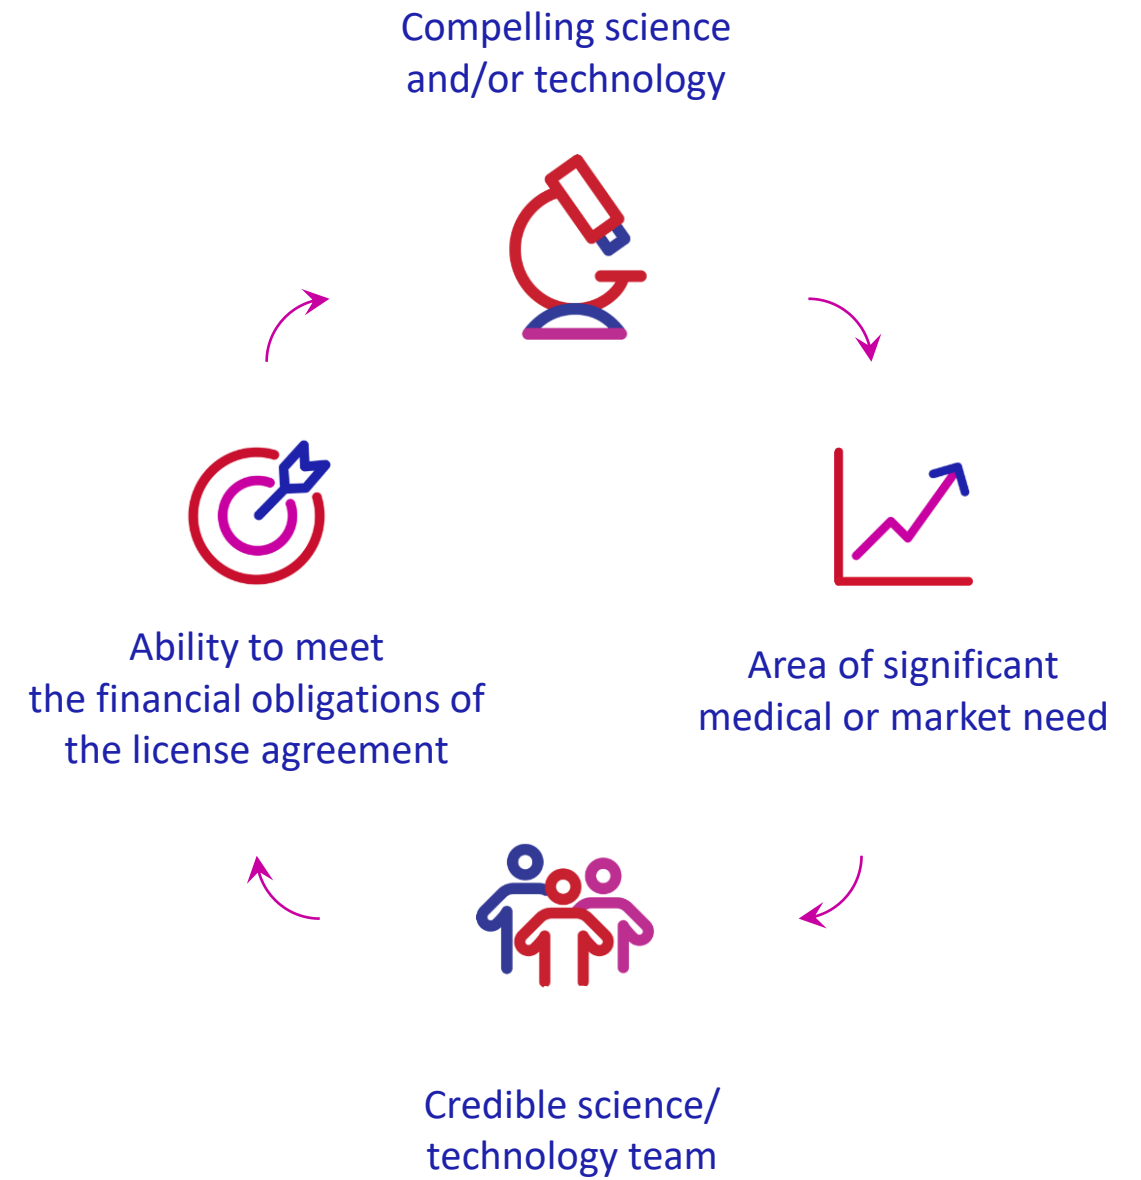 Compelling science
and/or technology
Ability to meet
the financial obligations of
the license agreement
Area of significant
medical or market need
Credible science/
technology team